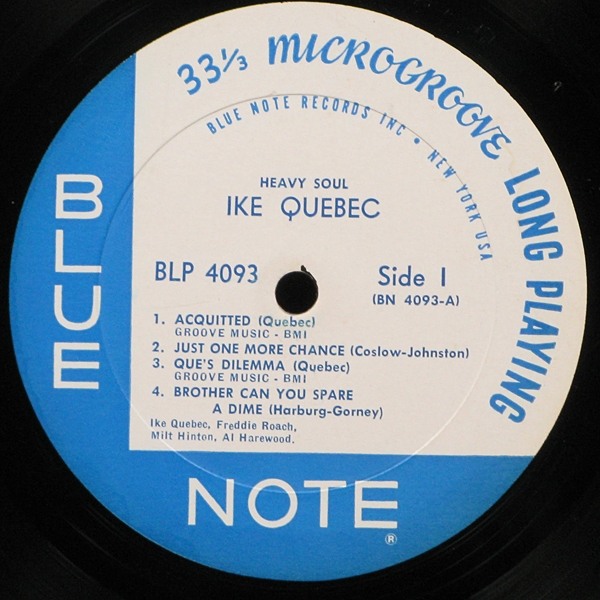 33⅓ MICROGROOVE LONG PLAYING
BLUE NOTE RECORDS INC • NEW YORK USA
HEAVY SOUL
IKE QUEBEC
BLP 4093
Side 1
(BN 4093-A)
1. ACQUITTED (Quebec)
GROOVE MUSIC - BMI
2. JUST ONE MORE CHANCE (Coslow-Johnston)
3. QUE'S DILEMMA (Quebec)
GROOVE MUSIC - BMI
4. BROTHER CAN YOU SPARE
A DIME (Harburg-Gorney)
Ike Quebec, Freddie Roach,
Milt Hinton, Al Harewood.
BLUE
NOTE
®